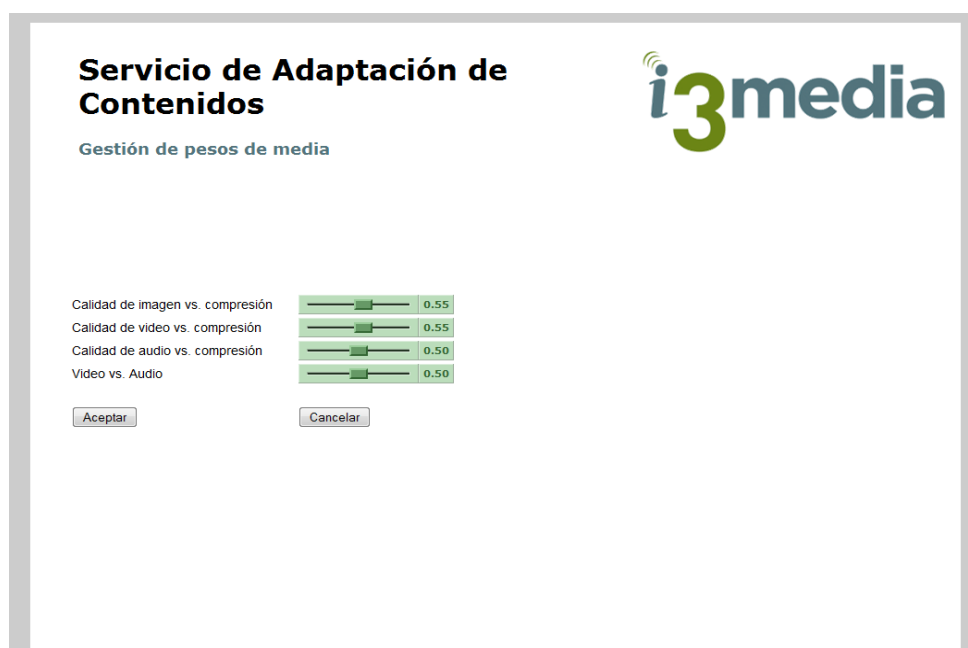 Servicio de Adaptación de
Contenidos
i3media
Gestión de pesos de media
Calidad de imagen vs. compresión 0.55
Calidad de video vs. compresión 0.55
Calidad de audio vs. compresión 0.50
Video vs. Audio 0.50
Aceptar Cancelar